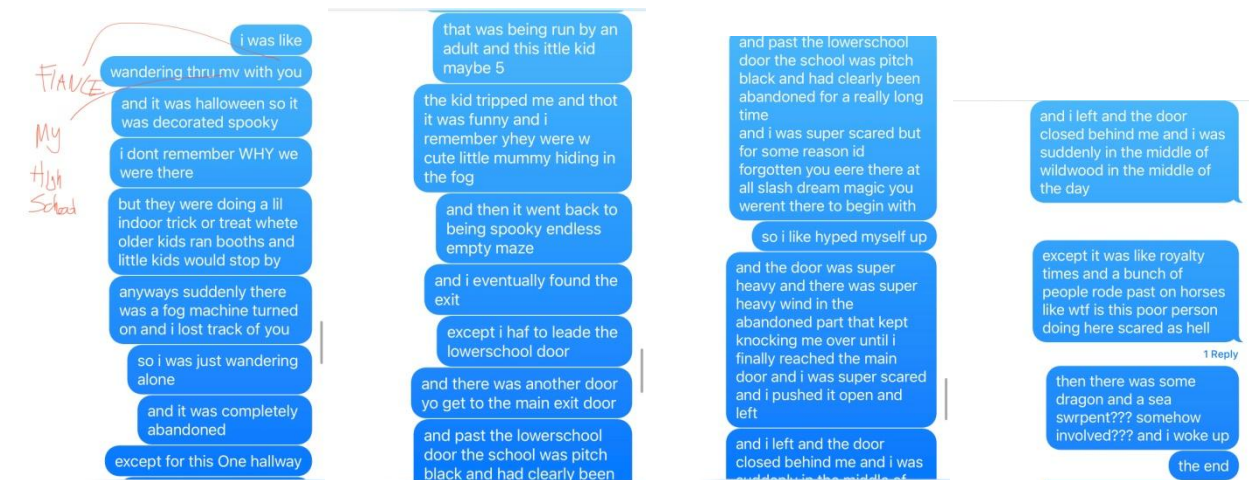 FIANCE
My
High
School
i was like
wandering thru mv with you
and it was halloween so it
was decorated spooky
i dont remember WHY we
were there
but they were doing a lil
indoor trick or treat whete
older kids ran booths and
little kids would stop by
anyways suddenly there
was a fog machine turned
on and i lost track of you
so i was just wandering
alone
and it was completely
abandoned
except for this One hallway
that was being run by an
adult and this ittle kid
maybe 5
the kid tripped me and thot
it was funny and i
remember yhey were w
cute little mummy hiding in
the fog
and then it went back to
being spooky endless
empty maze
and i eventually found the
exit
except i haf to leade the
lowerschool door
and there was another door
yo get to the main exit door
and past the lowerschool
door the school was pitch
black and had clearly been
and past the lowerschool
door the school was pitch
black and had clearly been
abandoned for a really long
time
and i was super scared but
for some reason id
forgotten you eere there at
all slash dream magic you
werent there to begin with
so i like hyped myself up
and the door was super
heavy and there was super
heavy wind in the
abandoned part that kept
knocking me over until i
finally reached the main
door and i was super scared
and i pushed it open and
left
and i left and the door
closed behind me and i was
suddenly in the middle of
and i left and the door
closed behind me and i was
suddenly in the middle of
wildwood in the middle of
the day
except it was like royalty
times and a bunch of
people rode past on horses
like wtf is this poor person
doing here scared as hell
1 Reply
then there was some
dragon and a sea
swrpent??? somehow
involved??? and i woke up
the end